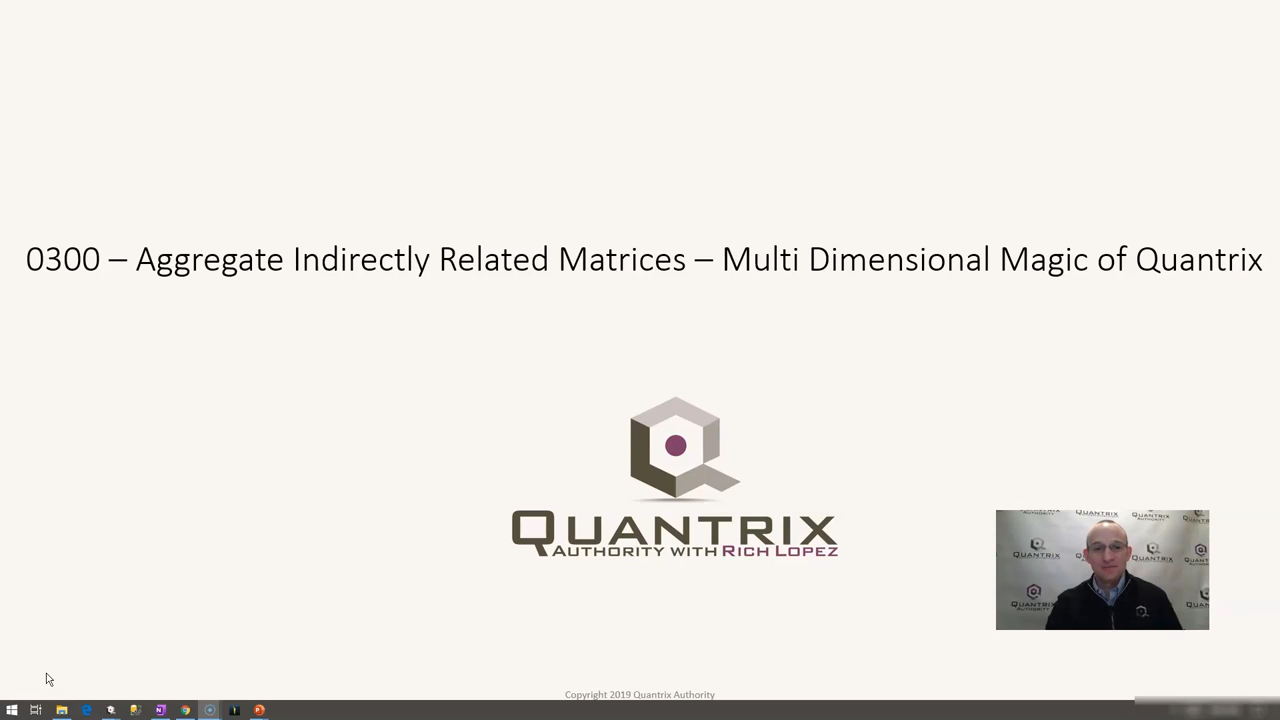 0300 – Aggregate Indirectly Related Matrices – Multi Dimensional Magic of Quantrix
QUANTRIX
AUTHORITY WITH RICH LOPEZ
Copyright 2019 Quantrix Authority